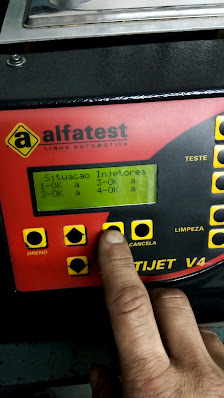 a alfatest
LINHA AUTOMOTIVA
Situacao Injetores
1-OK a 3-OK a
2-OK a 4-OK a
TESTE
LIMPEZA
DRENO
CANCELA
TIJET V4